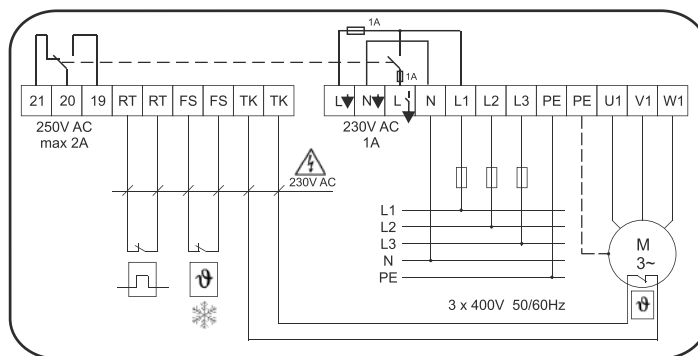 1A
1A
21 20 19 RT RT FS FS TK TK
L N L N L1 L2 L3 PE PE U1 V1 W1
250V AC
max 2A
230V AC
1A
230V AC
L1
L2
L3
N
PE
M
3~
ϑ
ϑ
3 x 400V 50/60Hz